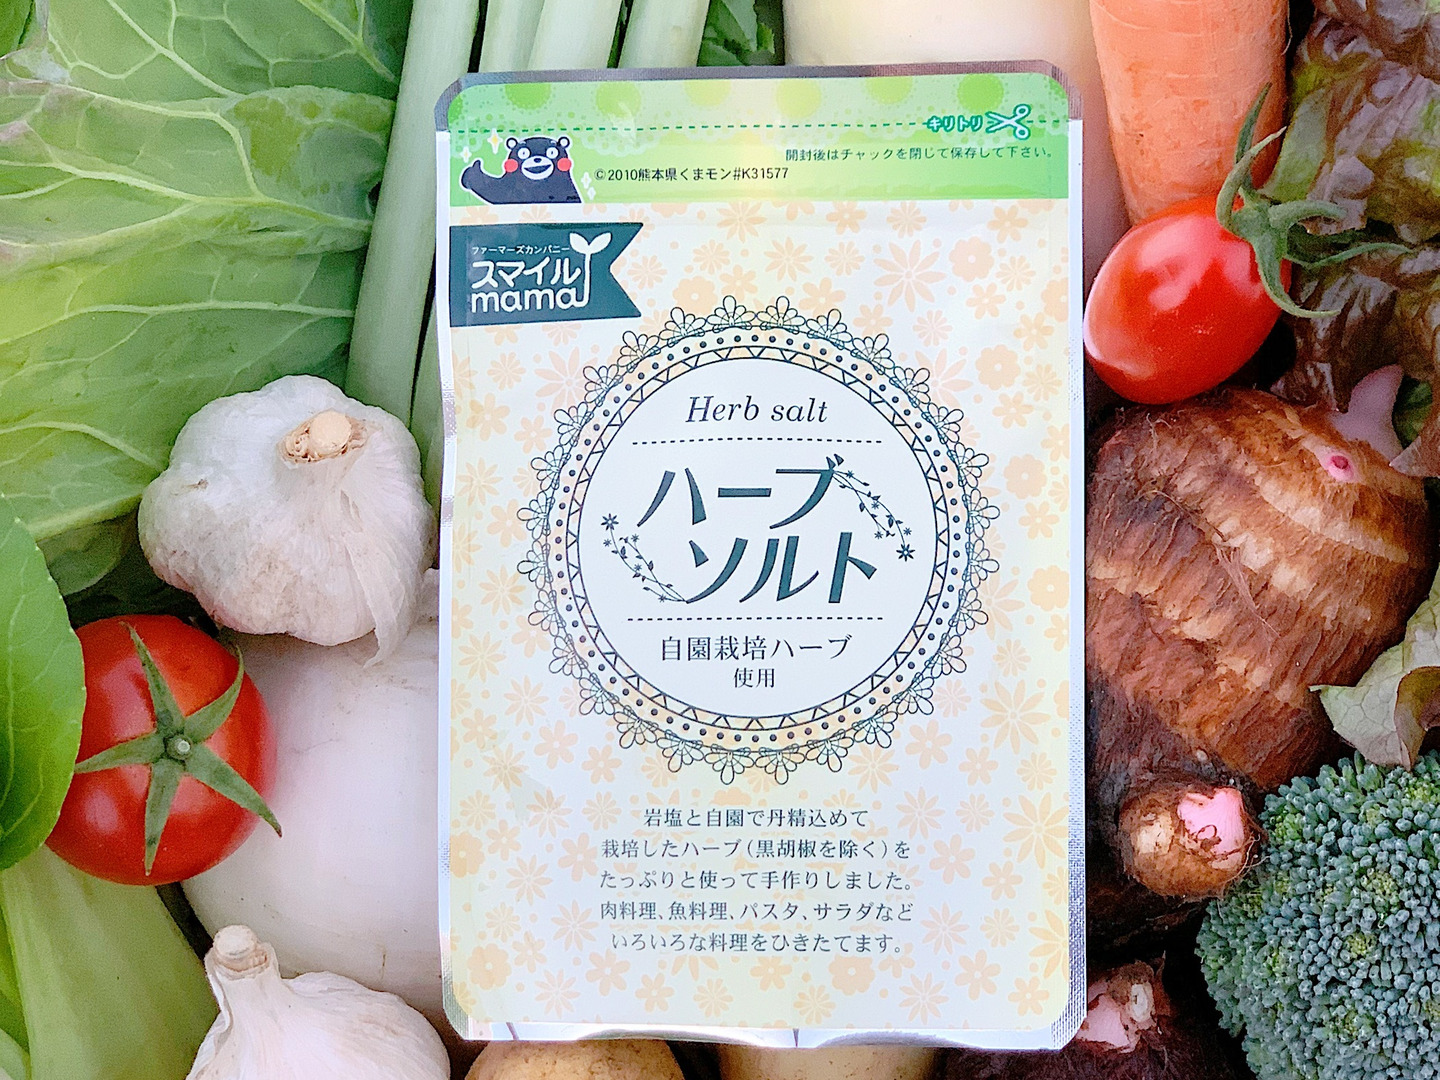 キリトリ
開封後はチャックを閉じて保存して下さい。
©2010熊本県くまモン#K31577
ファーマーズカンパニー
スマイル
mama
Herb salt
ハーブ
ソルト
自園栽培ハーブ
使用
岩塩と自園で丹精込めて
栽培したハーブ(黒胡椒を除く)を
たっぷりと使って手作りしました。
肉料理、魚料理、パスタ、サラダなど
いろいろな料理をひきたてます。